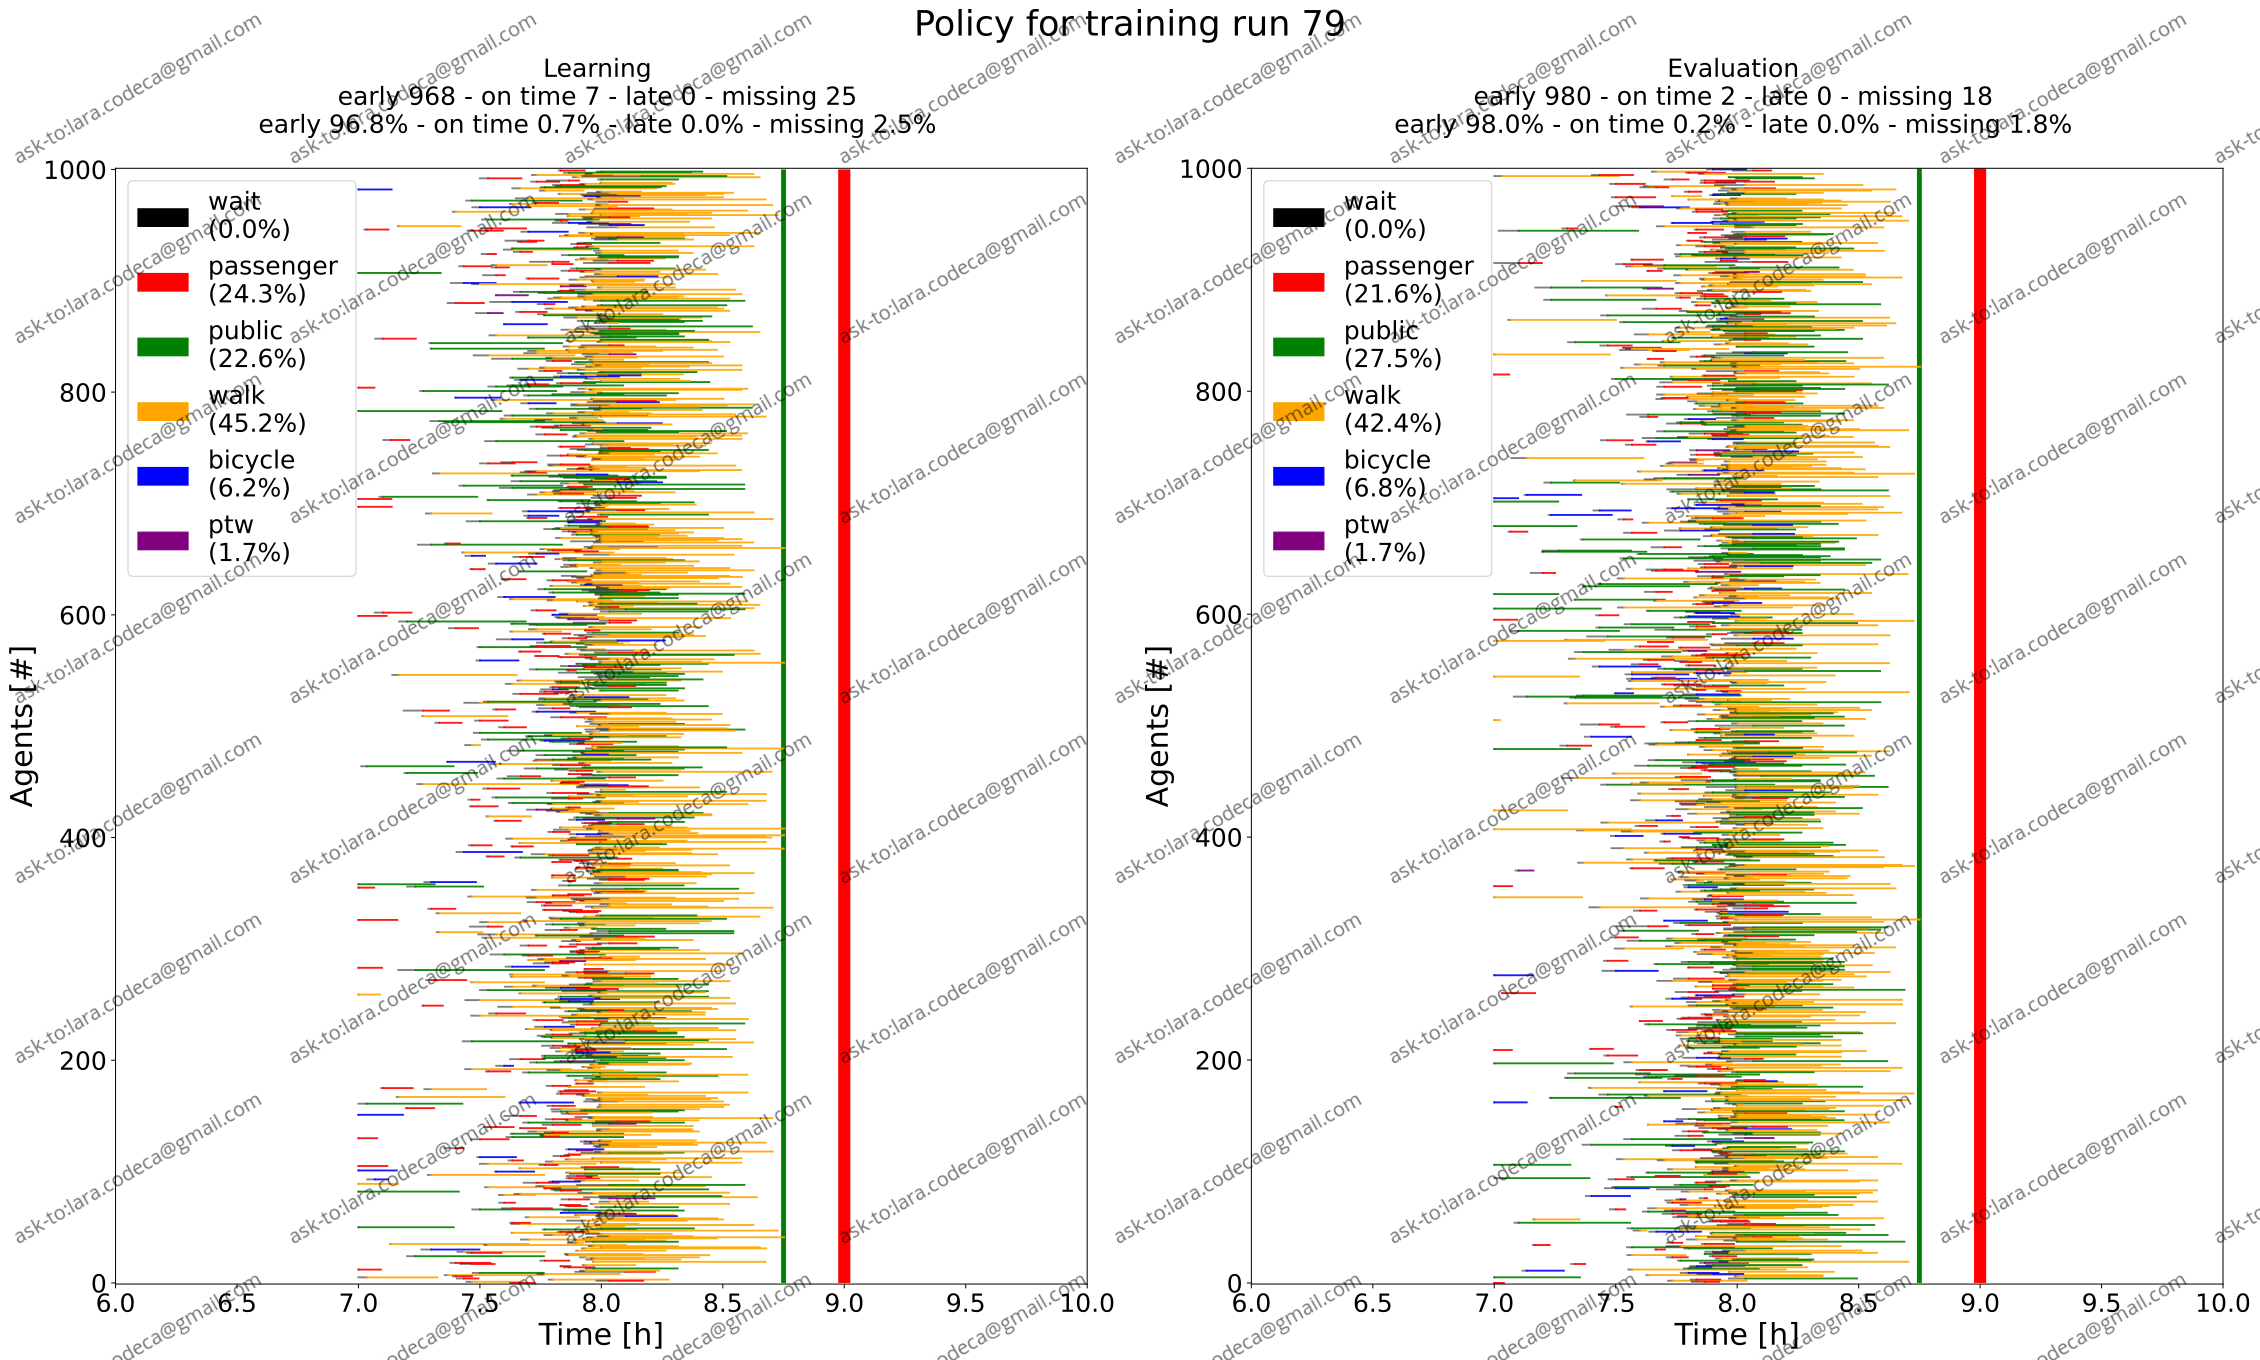 Policy for training run 79
Learning
early 968 - on time 7 - late 0 - missing 25
early 96.8% - on time 0.7% - late 0.0% - missing 2.5%
1000
800
600
400
200
0
Agents [#]
wait
(0.0%)
passenger
(24.3%)
public
(22.6%)
walk
(45.2%)
bicycle
(6.2%)
ptw
(1.7%)
6.0 6.5 7.0 7.5 8.0 8.5 9.0 9.5 10.0
Time [h]
Evaluation
early 980 - on time 2 - late 0 - missing 18
early 98.0% - on time 0.2% - late 0.0% - missing 1.8%
1000
800
600
400
200
0
Agents [#]
wait
(0.0%)
passenger
(21.6%)
public
(27.5%)
walk
(42.4%)
bicycle
(6.8%)
ptw
(1.7%)
6.0 6.5 7.0 7.5 8.0 8.5 9.0 9.5 10.0
Time [h]
ask-to:lara.codeca@gmail.com